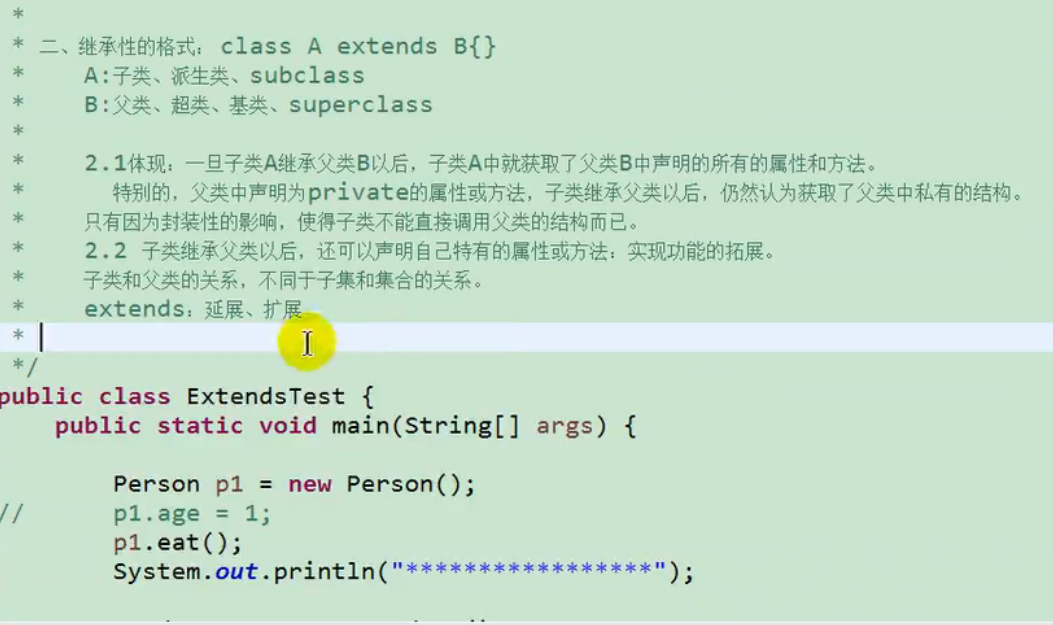 *
* 二、继承性的格式: class A extends B{}
* A:子类、派生类、subclass
* B:父类、超类、基类、superclass
*
* 2.1体现: 一旦子类A继承父类B以后，子类A中就获取了父类B中声明的所有的属性和方法。
* 特别的，父类中声明为private的属性或方法，子类继承父类以后，仍然认为获取了父类中私有的结构。
* 只有因为封装性的影响，使得子类不能直接调用父类的结构而已。
* 2.2 子类继承父类以后，还可以声明自己特有的属性或方法: 实现功能的拓展。
* 子类和父类的关系，不同于子集和集合的关系。
* extends: 延展、扩展
*
*/
public class ExtendsTest {
public static void main(String[] args) {
Person p1 = new Person();
// p1.age = 1;
p1.eat();
System.out.println("*****************");